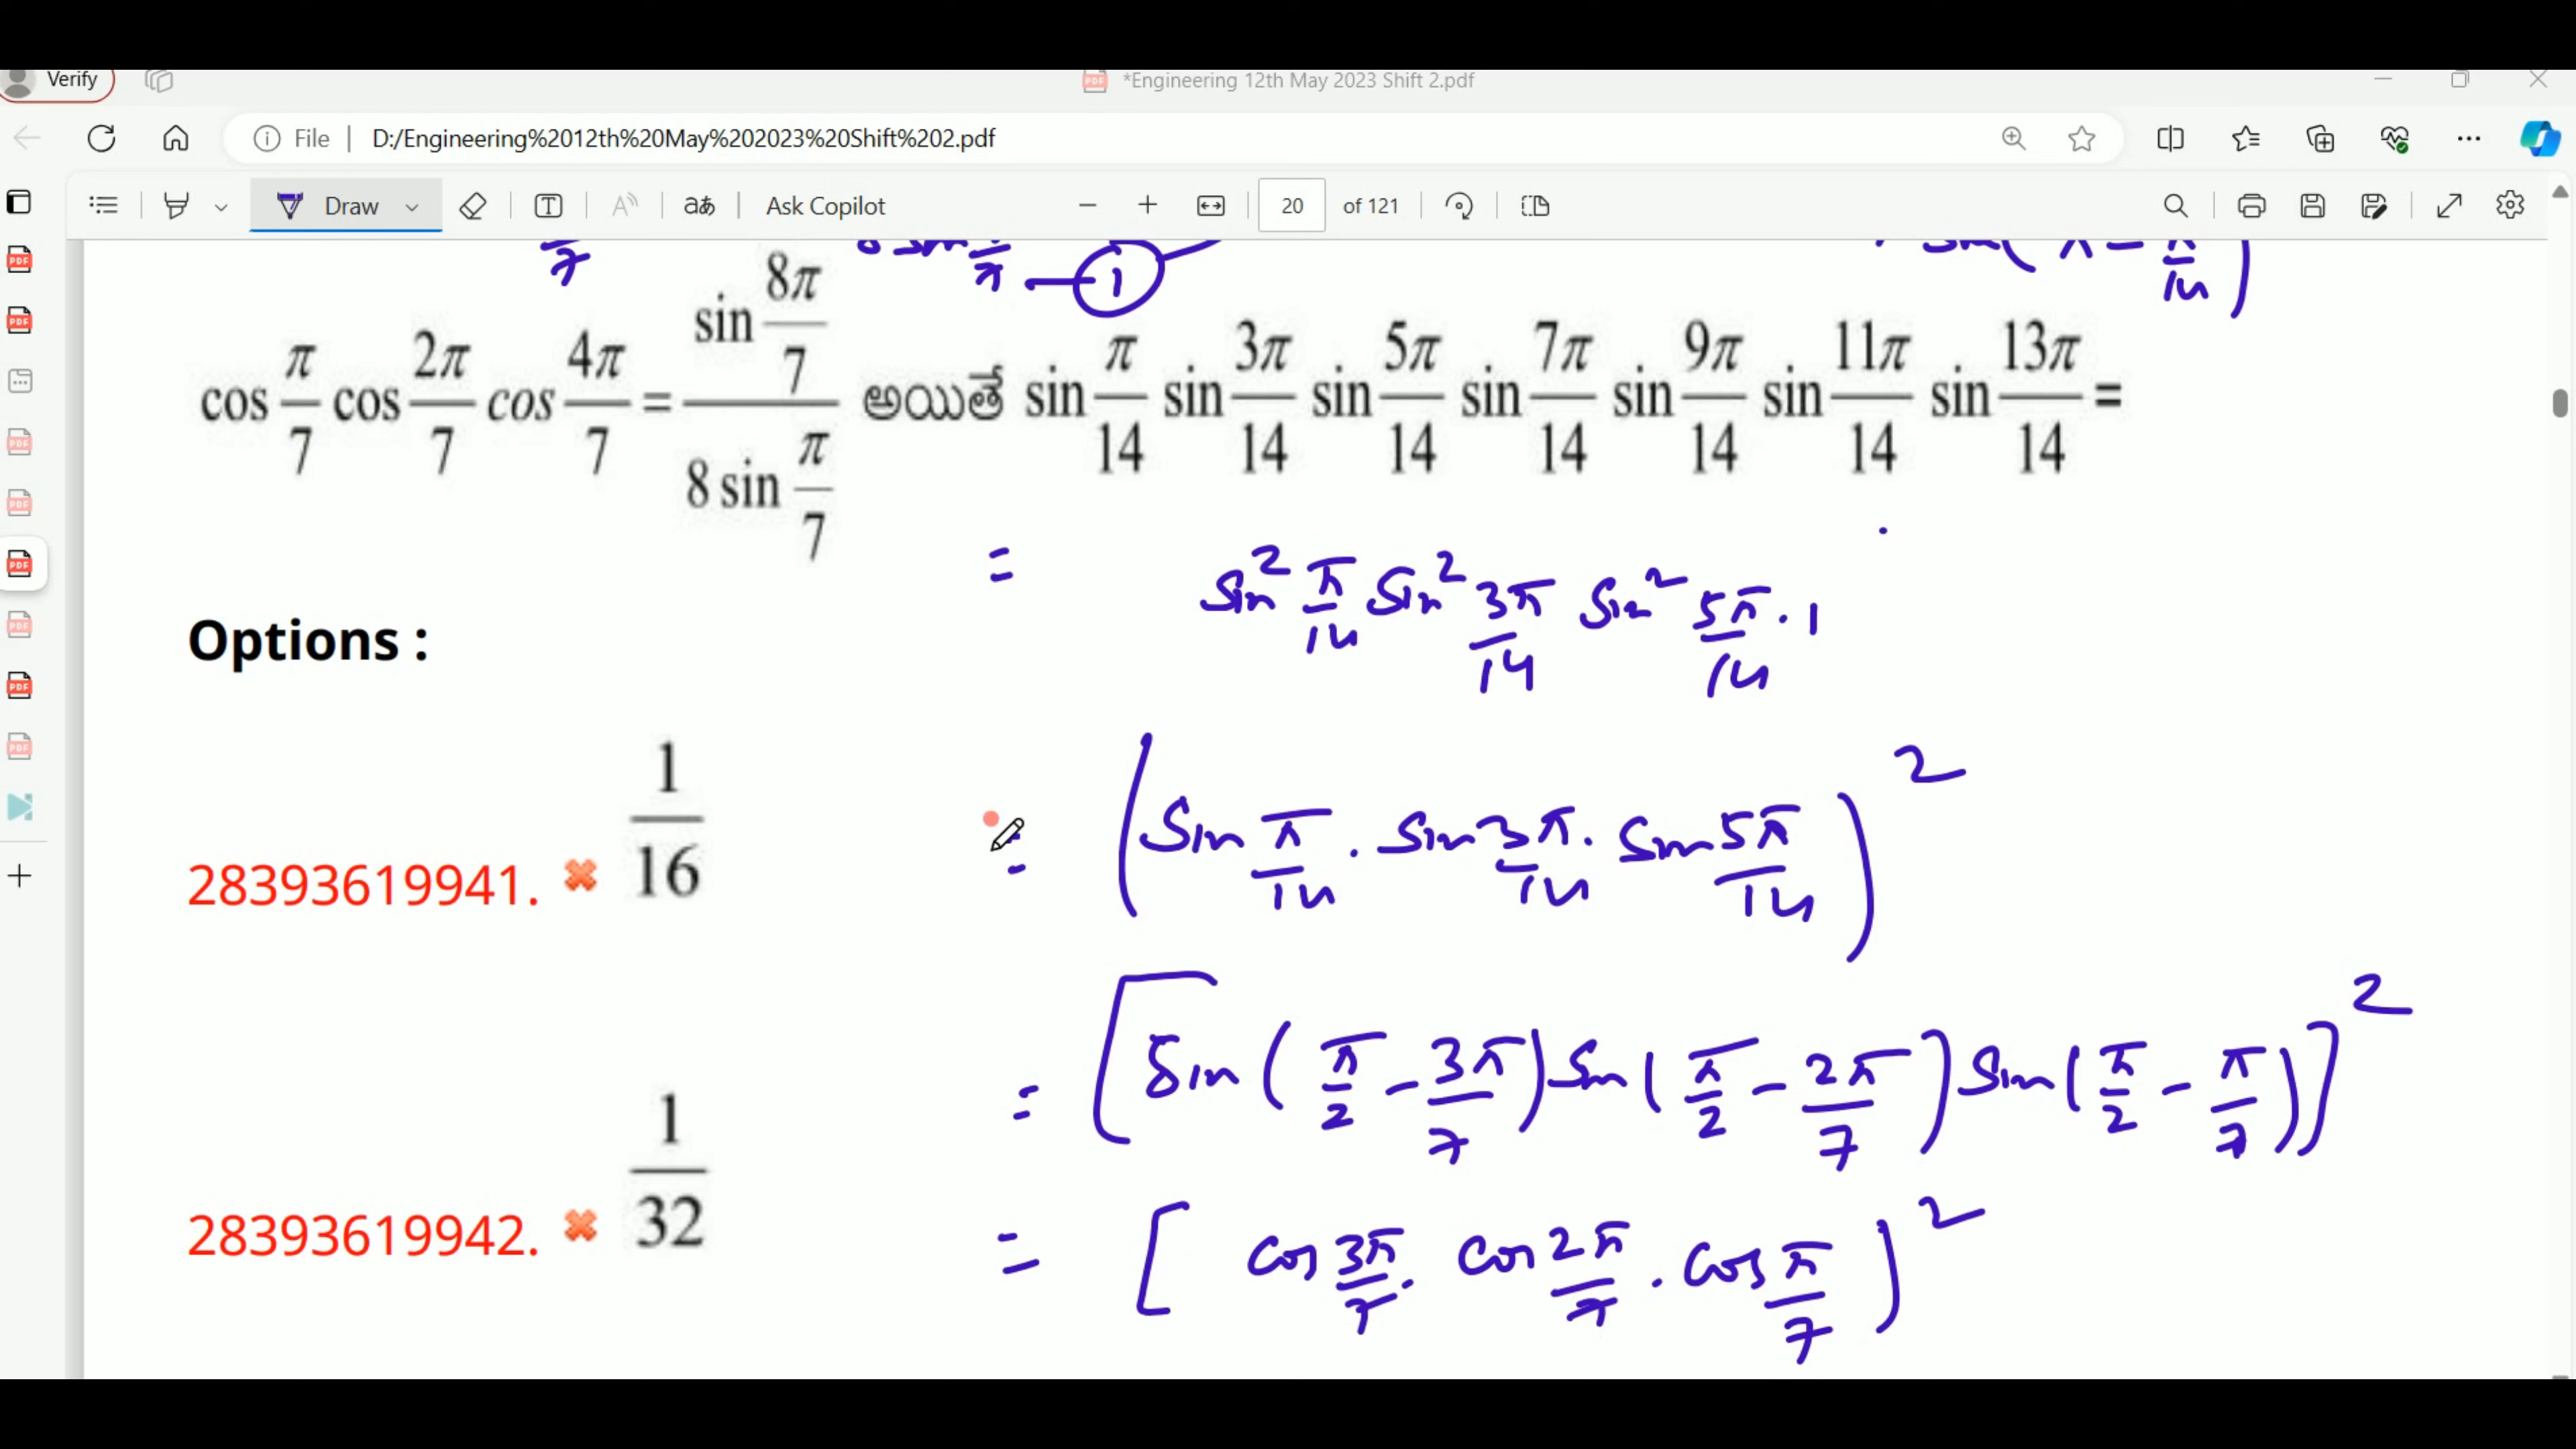 Verify
*Engineering 12th May 2023 Shift 2.pdf
File | D:/Engineering%2012th%20May%202023%20Shift%202.pdf
Draw aあ Ask Copilot 20 of 121
cos π/7 cos 2π/7 cos 4π/7 = sin 8π/7 / 8 sin π/7 అయితే sin π/14 sin 3π/14 sin 5π/14 sin 7π/14 sin 9π/14 sin 11π/14 sin 13π/14 =
= sin² π/14 sin² 3π/14 sin² 5π/14 . 1
Options :
28393619941. ✖ 1/16
= (sin π/14 . sin 3π/14 . sin 5π/14)²
= [sin(π/2 - 3π/7) sin(π/2 - 2π/7) sin(π/2 - π/7)]²
28393619942. ✖ 1/32
= [cos 3π/7 . cos 2π/7 . cos π/7)²